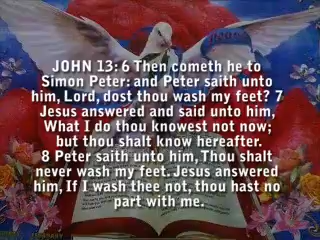 JOHN 13: 6 Then cometh he to
Simon Peter: and Peter saith unto
him, Lord, dost thou wash my feet? 7
Jesus answered and said unto him,
What I do thou knowest not now;
but thou shalt know hereafter.
8 Peter saith unto him, Thou shalt
never wash my feet. Jesus answered
him, If I wash thee not, thou hast no
part with me.